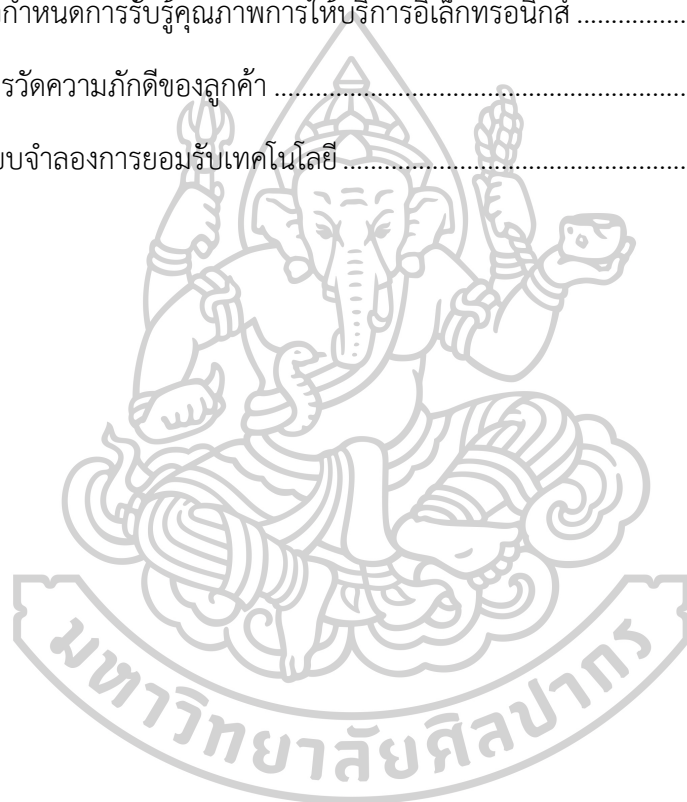 กำหนดการรับรู้คุณภาพการให้บริการอิเล็กทรอนิกส์ ................
รวัดความภักดีของลูกค้า ................................................................
บจำลองการยอมรับเทคโนโลยี ....................................................
มหาวิทยาลัยศิลปากร